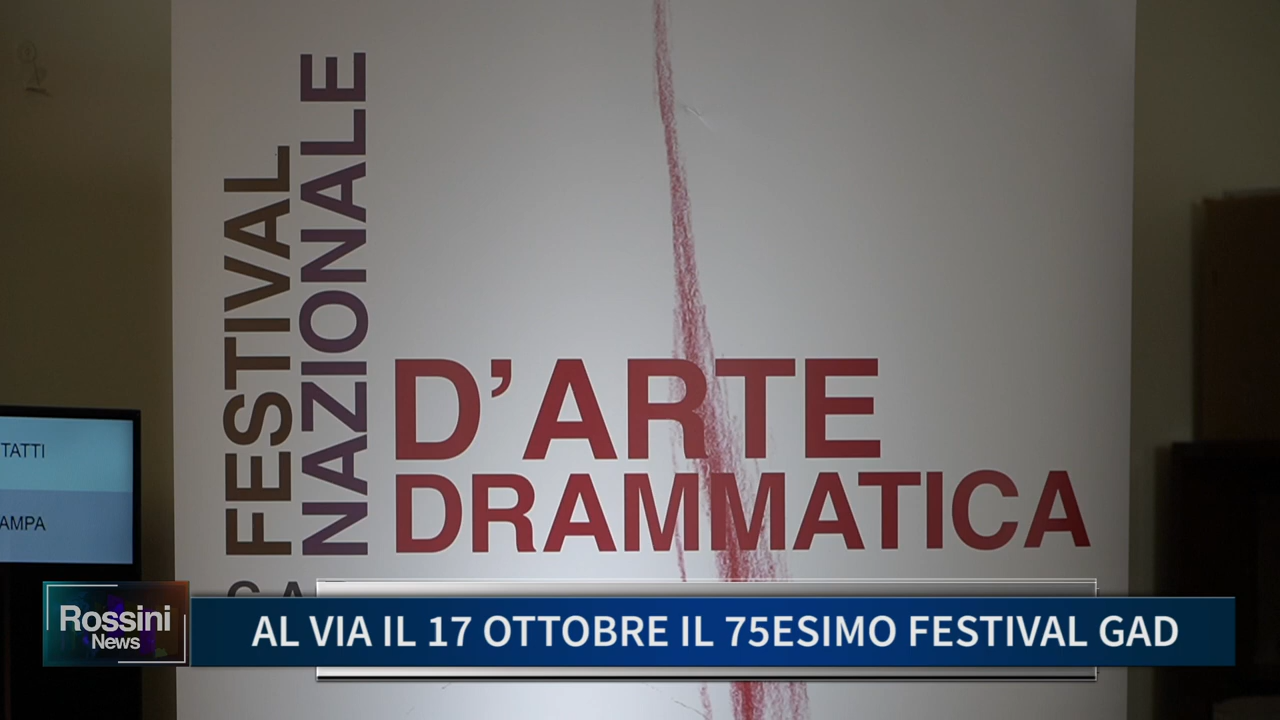 FESTIVAL
NAZIONALE
D'ARTE
DRAMMATICA
TATTI
AMPA
Rossini
News
AL VIA IL 17 OTTOBRE IL 75ESIMO FESTIVAL GAD